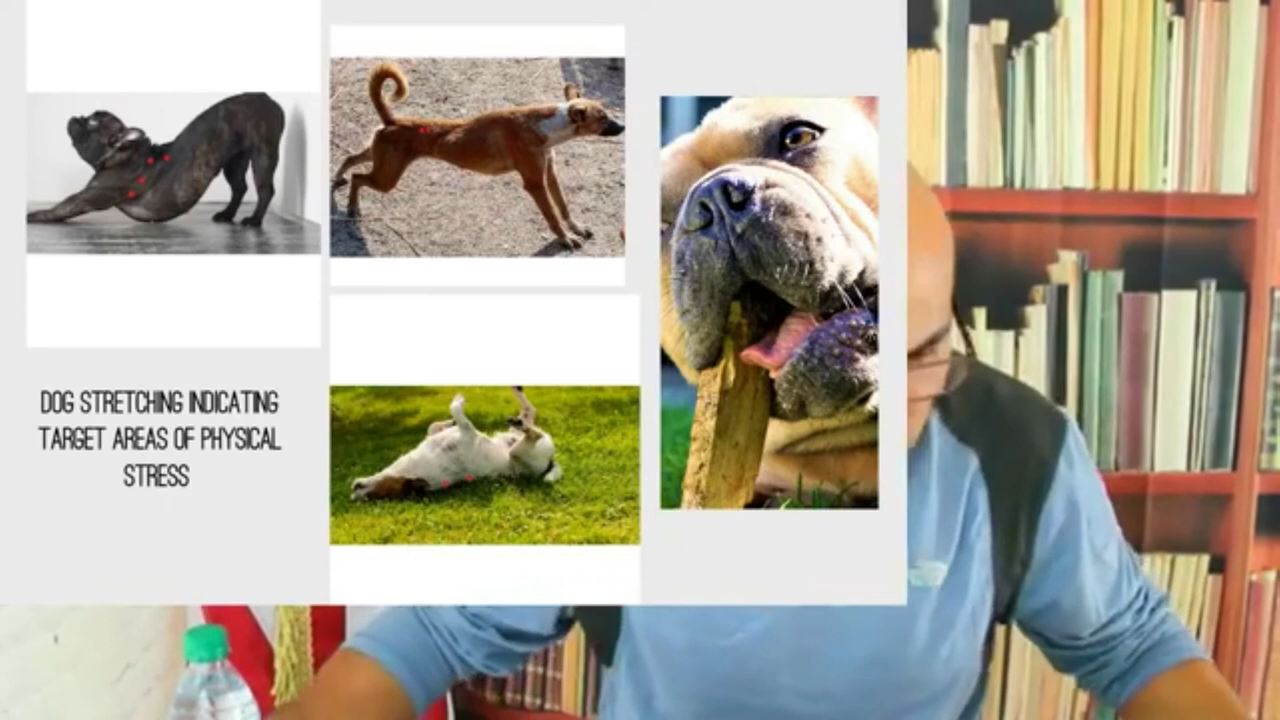 DOG STRETCHING INDICATING
TARGET AREAS OF PHYSICAL
STRESS